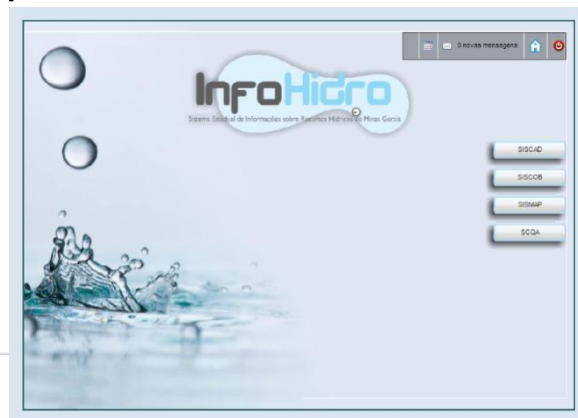 0 novas mensagens
InfoHidro
Sistema Estadual de Informações sobre Recursos Hídricos de Minas Gerais
SISCAD
SISCOB
SISMAP
SCQA